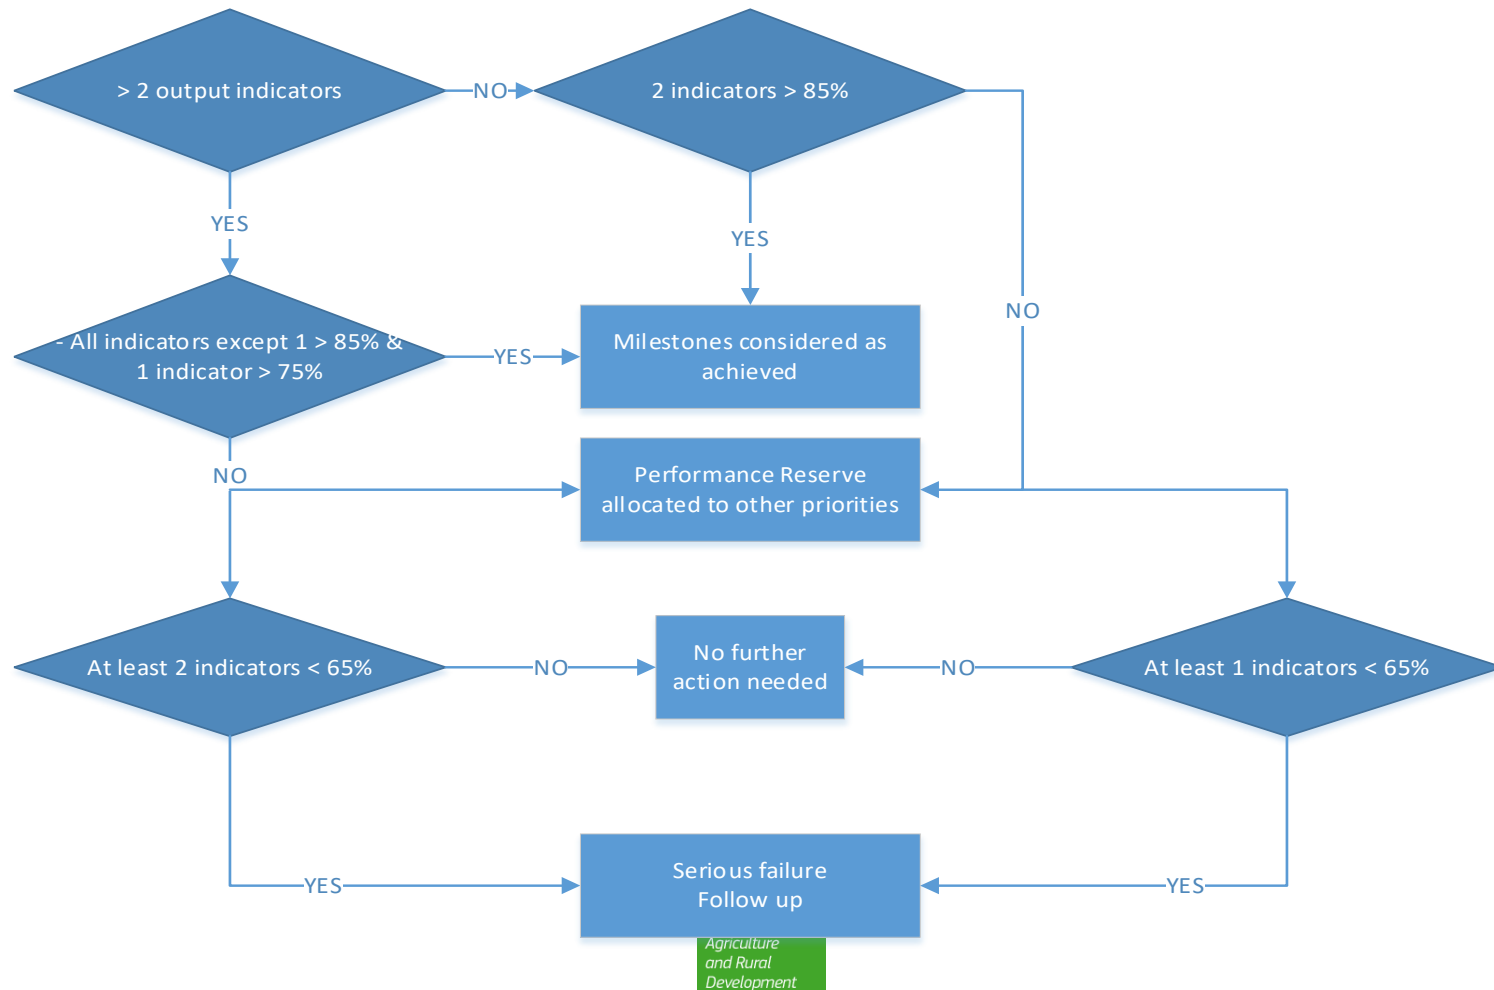 > 2 output indicators
NO
2 indicators > 85%
YES
YES
NO
- All indicators except 1 > 85% &
1 indicator > 75%
YES
Milestones considered as
achieved
NO
Performance Reserve
allocated to other priorities
At least 2 indicators < 65%
NO
No further
action needed
NO
At least 1 indicators < 65%
YES
Serious failure
Follow up
YES
Agriculture
and Rural
Development